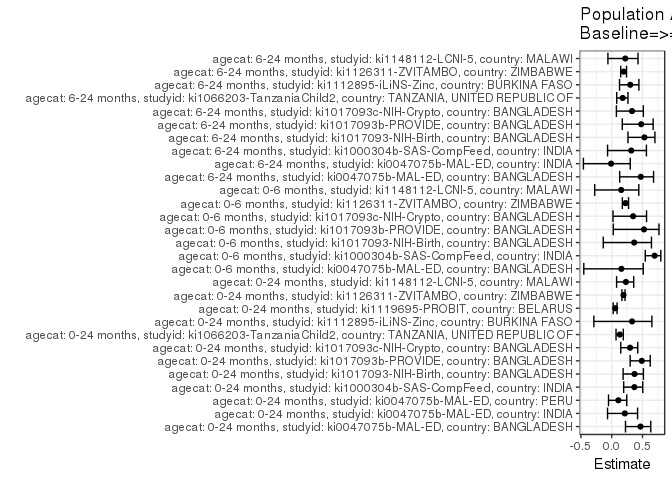 Population A
Baseline=>=
agecat: 6-24 months, studyid: ki1148112-LCNI-5, country: MALAWI
agecat: 6-24 months, studyid: ki1126311-ZVITAMBO, country: ZIMBABWE
agecat: 6-24 months, studyid: ki1112895-iLiNS-Zinc, country: BURKINA FASO
agecat: 6-24 months, studyid: ki1066203-TanzaniaChild2, country: TANZANIA, UNITED REPUBLIC OF
agecat: 6-24 months, studyid: ki1017093c-NIH-Crypto, country: BANGLADESH
agecat: 6-24 months, studyid: ki1017093b-PROVIDE, country: BANGLADESH
agecat: 6-24 months, studyid: ki1017093-NIH-Birth, country: BANGLADESH
agecat: 6-24 months, studyid: ki1000304b-SAS-CompFeed, country: INDIA
agecat: 6-24 months, studyid: ki0047075b-MAL-ED, country: INDIA
agecat: 6-24 months, studyid: ki0047075b-MAL-ED, country: BANGLADESH
agecat: 0-6 months, studyid: ki1148112-LCNI-5, country: MALAWI
agecat: 0-6 months, studyid: ki1126311-ZVITAMBO, country: ZIMBABWE
agecat: 0-6 months, studyid: ki1017093c-NIH-Crypto, country: BANGLADESH
agecat: 0-6 months, studyid: ki1017093b-PROVIDE, country: BANGLADESH
agecat: 0-6 months, studyid: ki1017093-NIH-Birth, country: BANGLADESH
agecat: 0-6 months, studyid: ki1000304b-SAS-CompFeed, country: INDIA
agecat: 0-6 months, studyid: ki0047075b-MAL-ED, country: BANGLADESH
agecat: 0-24 months, studyid: ki1148112-LCNI-5, country: MALAWI
agecat: 0-24 months, studyid: ki1126311-ZVITAMBO, country: ZIMBABWE
agecat: 0-24 months, studyid: ki1119695-PROBIT, country: BELARUS
agecat: 0-24 months, studyid: ki1112895-iLiNS-Zinc, country: BURKINA FASO
agecat: 0-24 months, studyid: ki1066203-TanzaniaChild2, country: TANZANIA, UNITED REPUBLIC OF
agecat: 0-24 months, studyid: ki1017093c-NIH-Crypto, country: BANGLADESH
agecat: 0-24 months, studyid: ki1017093b-PROVIDE, country: BANGLADESH
agecat: 0-24 months, studyid: ki1017093-NIH-Birth, country: BANGLADESH
agecat: 0-24 months, studyid: ki1000304b-SAS-CompFeed, country: INDIA
agecat: 0-24 months, studyid: ki0047075b-MAL-ED, country: PERU
agecat: 0-24 months, studyid: ki0047075b-MAL-ED, country: INDIA
agecat: 0-24 months, studyid: ki0047075b-MAL-ED, country: BANGLADESH
-0.5 0.0 0.5
Estimate